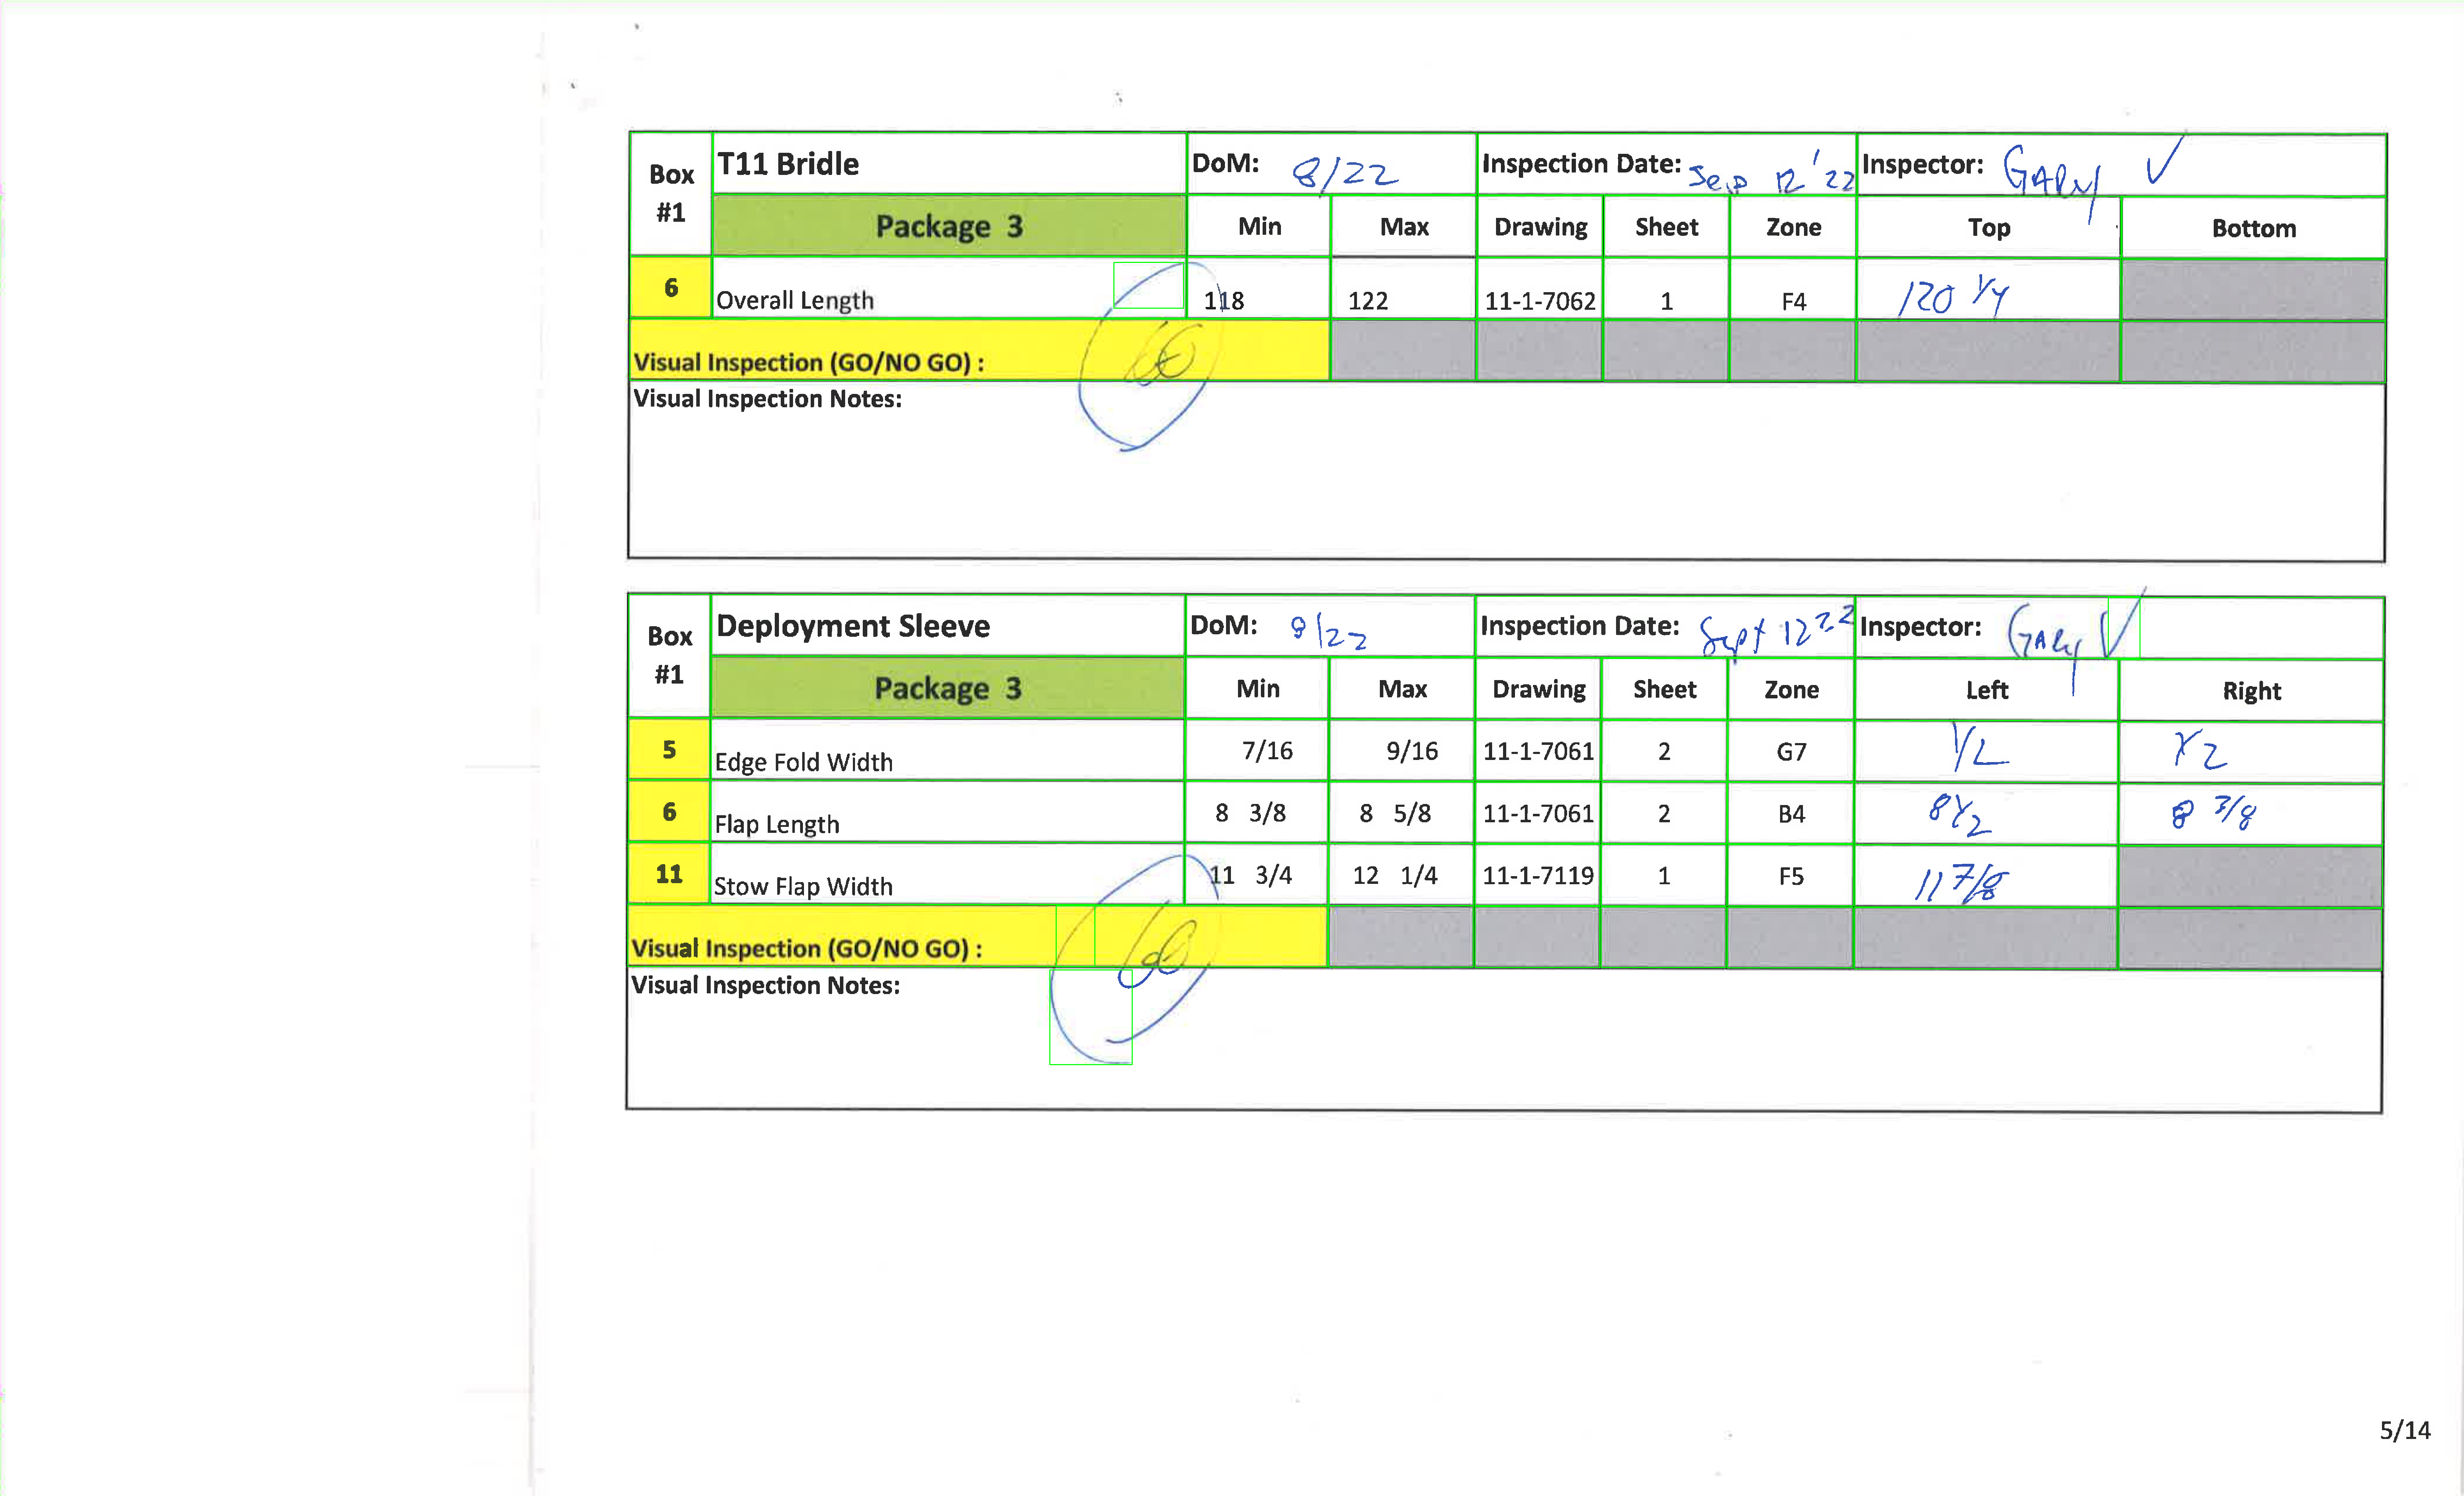 Box #1 T11 Bridle DoM: 8/22 Inspection Date: Sep 12 '22 Inspector: GARY ✓
Package 3 Min Max Drawing Sheet Zone Top Bottom
6 Overall Length 118 122 11-1-7062 1 F4 120 1/4
Visual Inspection (GO/NO GO) :
Visual Inspection Notes:
Box #1 Deployment Sleeve DoM: 8/22 Inspection Date: Sept 12 22 Inspector: GARY ✓
Package 3 Min Max Drawing Sheet Zone Left Right
5 Edge Fold Width 7/16 9/16 11-1-7061 2 G7 1/2 1/2
6 Flap Length 8 3/8 8 5/8 11-1-7061 2 B4 8 1/2 8 3/8
11 Stow Flap Width 11 3/4 12 1/4 11-1-7119 1 F5 11 7/8
Visual Inspection (GO/NO GO) : Go
Visual Inspection Notes:
5/14